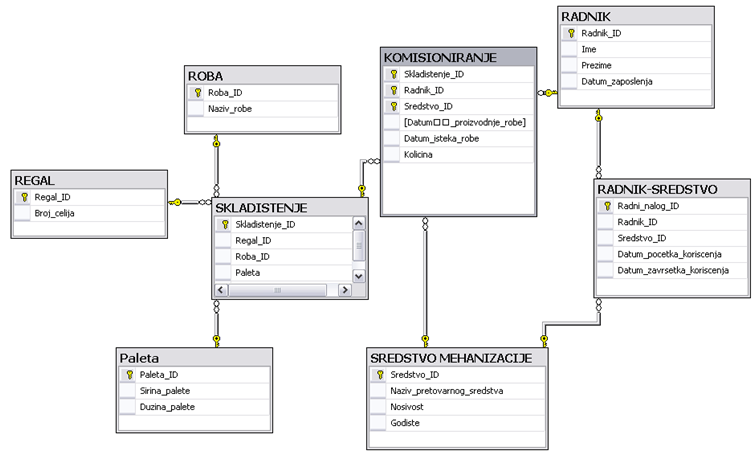 RADNIK
Radnik_ID
Ime
Prezime
Datum_zaposlenja
KOMISIONIRANJE
Skladistenje_ID
Radnik_ID
Sredstvo_ID
[Datum□□_proizvodnje_robe]
Datum_isteka_robe
Kolicina
ROBA
Roba_ID
Naziv_robe
REGAL
Regal_ID
Broj_celija
SKLADISTENJE
Skladistenje_ID
Regal_ID
Roba_ID
Paleta
RADNIK-SREDSTVO
Radni_nalog_ID
Radnik_ID
Sredstvo_ID
Datum_pocetka_koriscenja
Datum_zavrsetka_koriscenja
Paleta
Paleta_ID
Sirina_palete
Duzina_palete
SREDSTVO MEHANIZACIJE
Sredstvo_ID
Naziv_pretovarnog_sredstva
Nosivost
Godiste